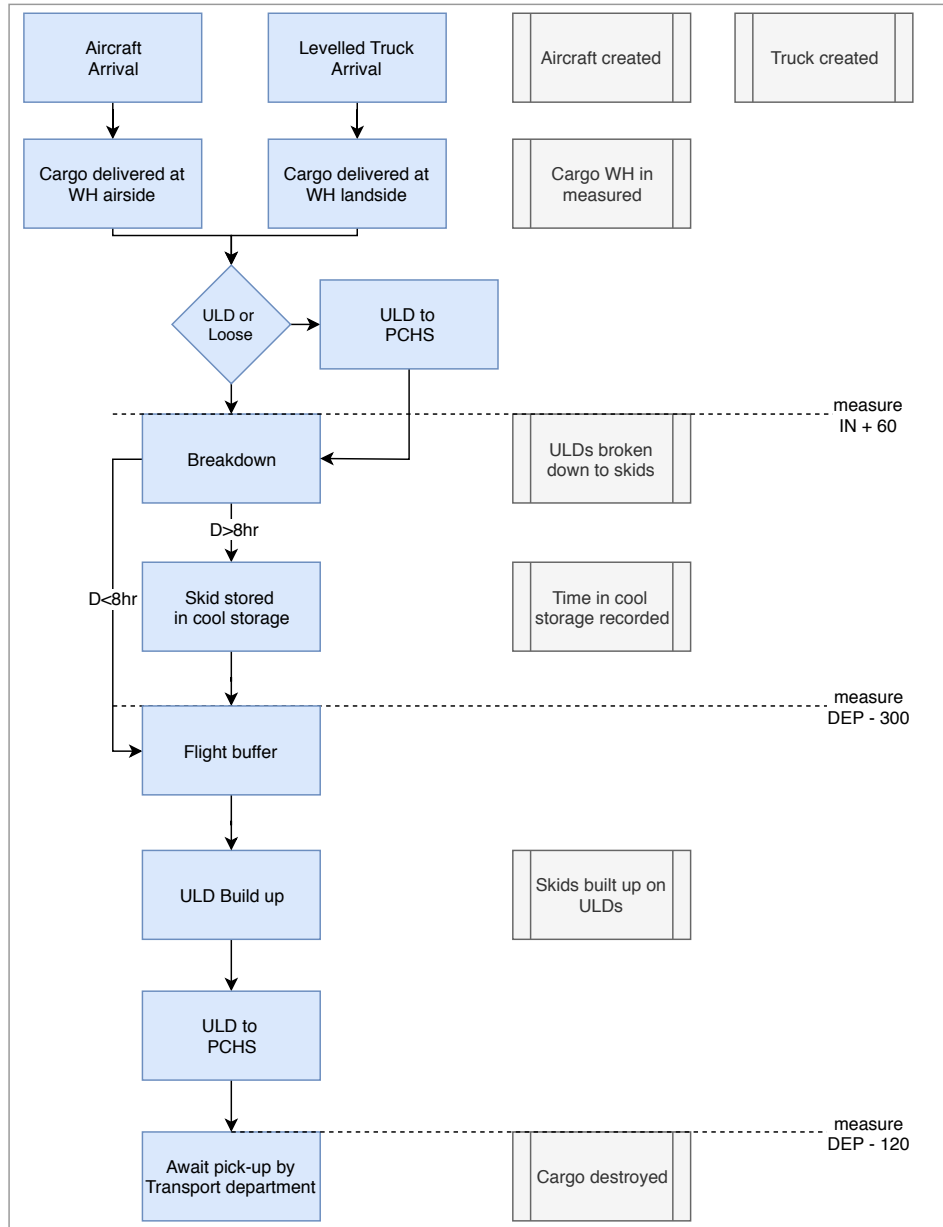 Aircraft
Arrival
Levelled Truck
Arrival
Aircraft created
Truck created
Cargo delivered at
WH airside
Cargo delivered at
WH landside
Cargo WH in
measured
ULD or
Loose
ULD to
PCHS
measure
IN + 60
Breakdown
ULDs broken
down to skids
D>8hr
D<8hr
Skid stored
in cool storage
Time in cool
storage recorded
measure
DEP - 300
Flight buffer
ULD Build up
Skids built up on
ULDs
ULD to
PCHS
measure
DEP - 120
Await pick-up by
Transport department
Cargo destroyed